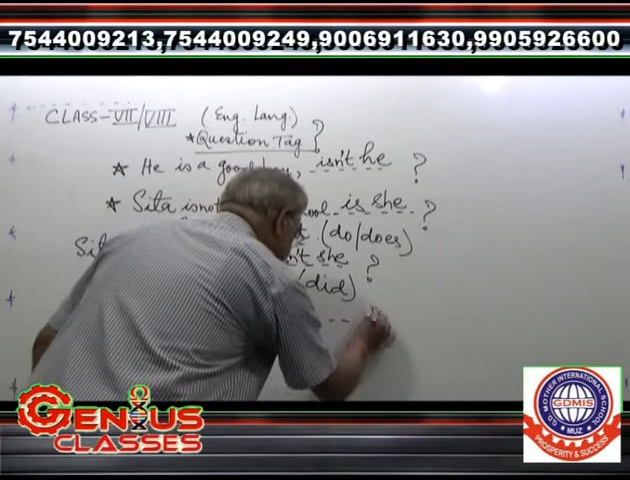 7544009213,7544009249,9006911630,9905926600
CLASS-VII/VIII (Eng. Lang.)
*Question Tag ?
* He is a good boy, isn't he ?
* Sita is not is she ?
(do/does)
she ?
(did)
GENIUS
CLASSES
G.D. MOTHER INTERNATIONAL SCHOOL
GDMIS
MUZ
PROSPERITY & SUCCESS